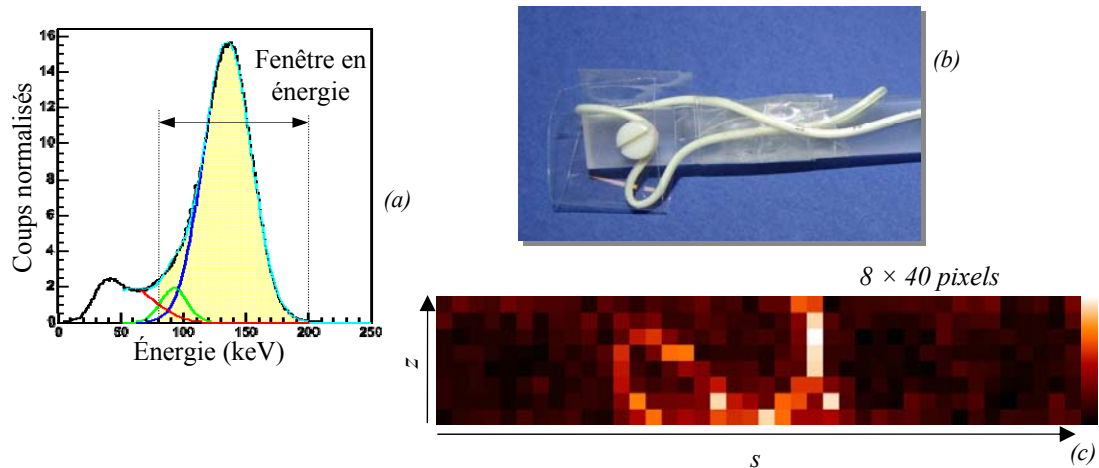 16
14
12
10
8
6
4
2
0
0 50 100 150 200 250
Coups normalisés
Énergie (keV)
Fenêtre en
énergie
(a)
(b)
8 × 40 pixels
z
s
(c)